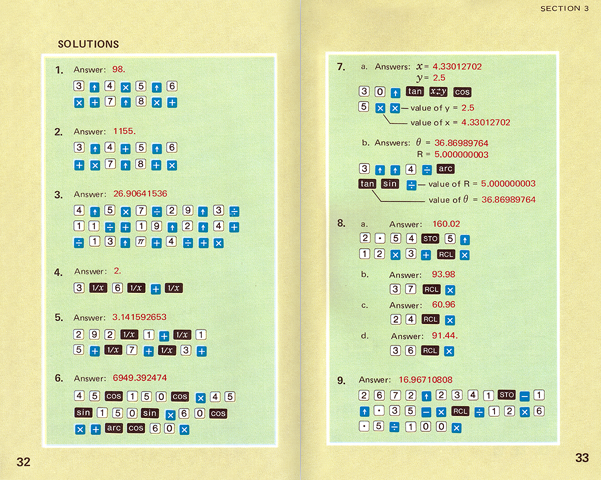 SECTION 3
SOLUTIONS
1. Answer: 98.
3 ↑ 4 × 5 ↑ 6
× + 7 ↑ 8 × +
2. Answer: 1155.
3 ↑ 4 + 5 ↑ 6
+ × 7 ↑ 8 + ×
3. Answer: 26.90641536
4 ↑ 5 × 7 ÷ 2 9 ↑ 3 ÷
1 1 ÷ + 1 9 ↑ 2 ↑ 4 +
÷ 1 3 ↑ π + 4 ÷ + ×
4. Answer: 2.
3 1/x 6 1/x + 1/x
5. Answer: 3.141592653
2 9 2 1/x 1 + 1/x 1
5 + 1/x 7 + 1/x 3 +
6. Answer: 6949.392474
4 5 cos 1 5 0 cos × 4 5
sin 1 5 0 sin × 6 0 cos
× + arc cos 6 0 ×
32
7. a. Answers: x = 4.33012702
y = 2.5
3 0 ↑ tan x⇄y cos
5 × × value of y = 2.5
value of x = 4.33012702
b. Answers: θ = 36.86989764
R = 5.000000003
3 ↑ ↑ 4 ÷ arc
tan sin ÷ value of R = 5.000000003
value of θ = 36.86989764
8. a. Answer: 160.02
2 · 5 4 STO 5 ↑
1 2 × 3 + RCL ×
b. Answer: 93.98
3 7 RCL ×
c. Answer: 60.96
2 4 RCL ×
d. Answer: 91.44.
3 6 RCL ×
9. Answer: 16.96710808
2 6 7 2 ↑ 2 3 4 1 STO − 1
↑ · 3 5 − × RCL ÷ 1 2 × 6
· 5 ÷ 1 0 0 ×
33